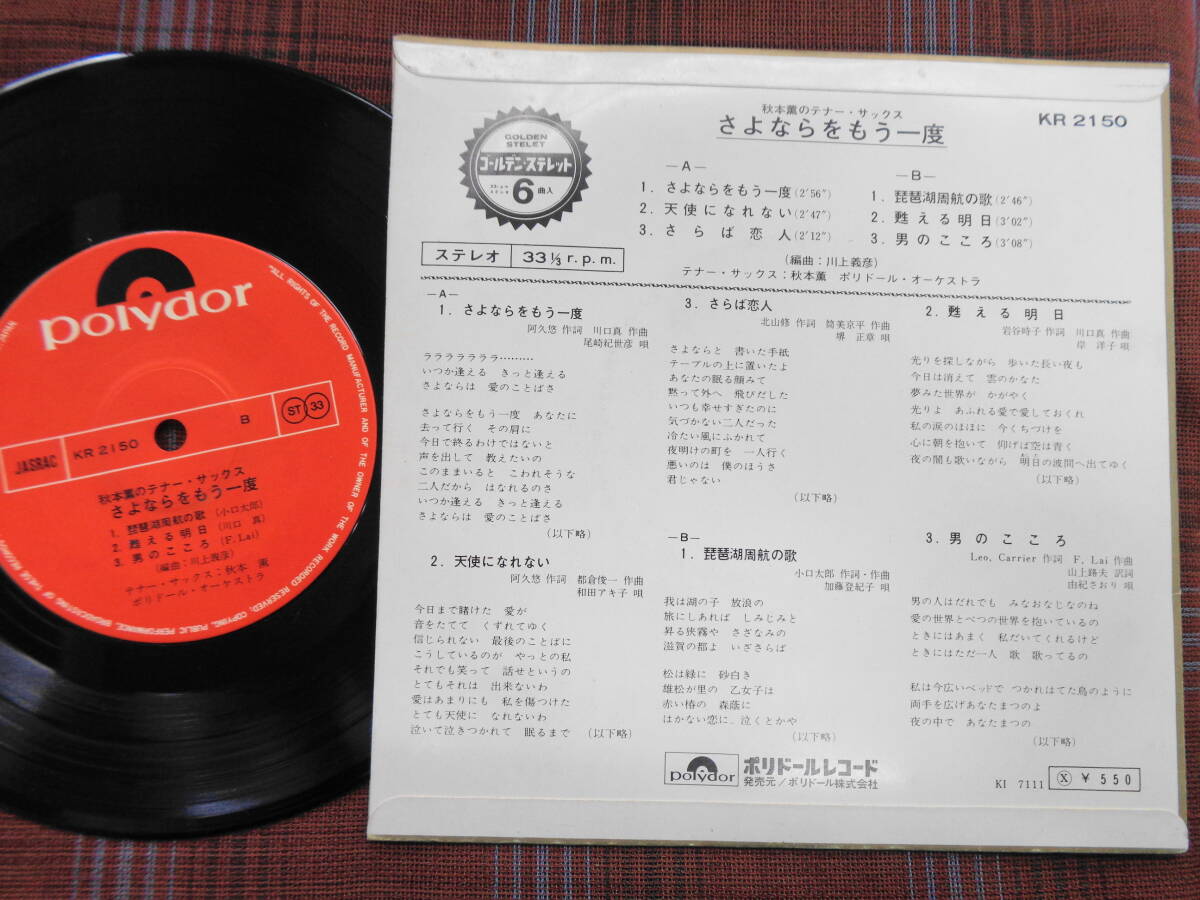 polydor
"ALL RIGHTS OF THE RECORD MANUFACTURER AND OF THE OWNER OF THE WORK RECORDED RESERVED, COPYING, PUBLIC PERFORMANCE, BROADCASTING
JAPAN
JASRAC
KR 2150
B
ST 33
秋本薫のテナー・サックス
さよならをもう一度
1. 琵琶湖周航の歌 (小口太郎)
2. 甦える明日 (川口 真)
3. 男のこころ (F. Lai)
(編曲:川上義彦)
テナー・サックス:秋本 薫
ポリドール・オーケストラ
GOLDEN
STELET
ゴールデン・ステレット
6曲入
秋本薫のテナー・サックス
さよならをもう一度
KR 2150
—A—
1. さよならをもう一度(2'56")
2. 天使になれない(2'47")
3. さらば恋人(2'12")
—B—
1. 琵琶湖周航の歌(2'46")
2. 甦える明日(3'02")
3. 男のこころ(3'08")
(編曲:川上義彦)
テナー・サックス:秋本薫 ポリドール・オーケストラ
ステレオ 33⅓ r.p.m.
—A—
1. さよならをもう一度
阿久悠 作詞 川口真 作曲
尾崎紀世彦 唄
ラララララララ………
いつか逢える きっと逢える
さよならは 愛のことばさ
さよならをもう一度 あなたに
去って行く その肩に
今日で終るわけではないと
声を出して 教えたいの
このままいると こわれそうな
二人だから はなれるのさ
いつか逢える きっと逢える
さよならは 愛のことばさ
(以下略)
2. 天使になれない
阿久悠 作詞 都倉俊一 作曲
和田アキ子 唄
今日まで賭けた 愛が
音をたてて くずれてゆく
信じられない 最後のことばに
こうしているのが やっとの私
それでも笑って 話せというの
とてもそれは 出来ないわ
愛はあまりにも 私を傷つけた
とても天使に なれないわ
泣いて泣きつかれて 眠るまで (以下略)
3. さらば恋人
北山修 作詞 筒美京平 作曲
堺 正章 唄
さよならと 書いた手紙
テーブルの上に置いたよ
あなたの眠る顔みて
黙って外へ 飛びだした
いつも幸せすぎたのに
気づかない二人だった
冷たい風にふかれて
夜明けの町を 一人行く
悪いのは 僕のほうさ
君じゃない
(以下略)
—B—
1. 琵琶湖周航の歌
小口太郎 作詞・作曲
加藤登紀子 唄
我は湖の子 放浪の
旅にしあれば しみじみと
昇る狭霧や さざなみの
滋賀の都よ いざさらば
松は緑に 砂白き
雄松が里の 乙女子は
赤い椿の 森蔭に
はかない恋に 泣くとかや
(以下略)
2. 甦える明日
岩谷時子 作詞 川口真 作曲
岸 洋子 唄
光りを探しながら 歩いた長い夜も
今日は消えて 雲のかなた
夢みた世界が かがやく
光りよ あふれる愛で愛しておくれ
私の涙のほほに 今くちづけを
心に朝を抱いて 仰げば空は青く
夜の闇も歌いながら 明日の波間へ出てゆく
(以下略)
3. 男のこころ
Leo, Carrier 作詞 F, Lai 作曲
山上路夫 訳詞
由紀さおり 唄
男の人はだれでも みなおなじなのね
愛の世界とべつの世界を抱いているの
ときにはあまく 私だいてくれるけど
ときにはただ一人 歌 歌ってるの
私は今広いベッドで つかれはてた鳥のように
両手を広げあなたまつのよ
夜の中で あなたまつの
(以下略)
polydor ポリドールレコード
発売元/ポリドール株式会社
KI 7111 Ⓧ ¥550